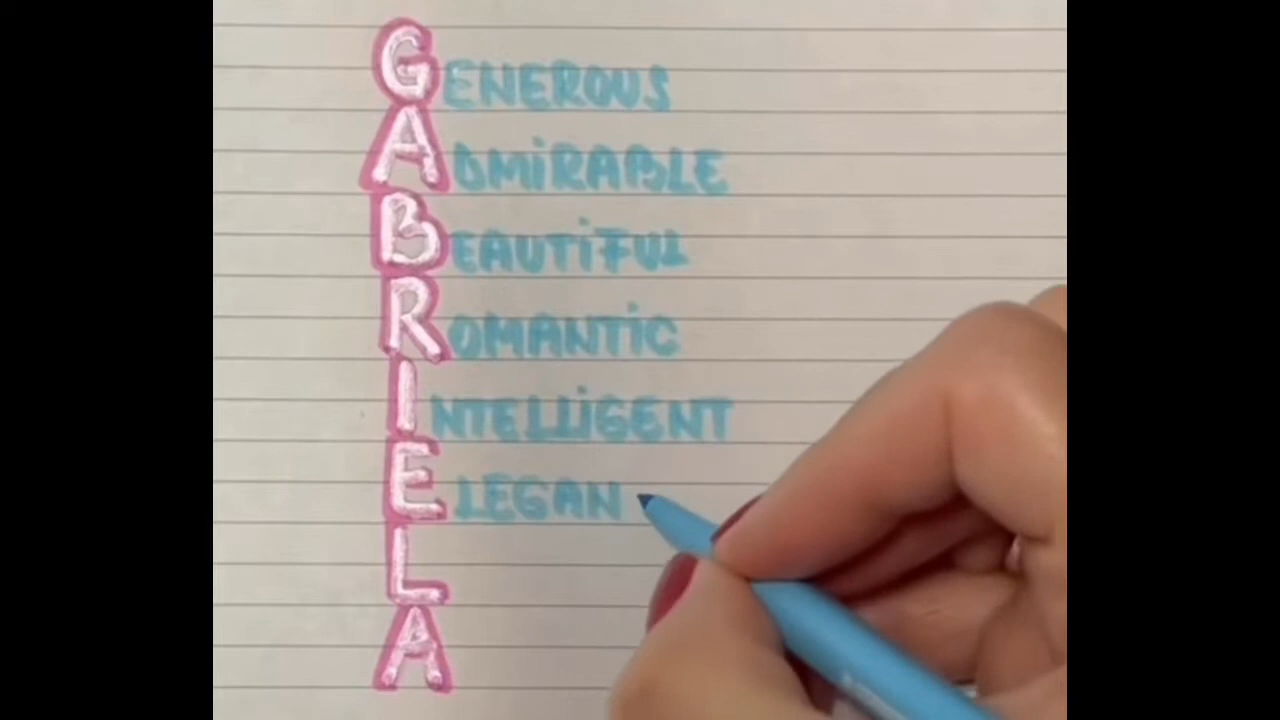 GENEROUS
ADMiRABLE
BEAUTiFUL
ROMANTiC
INTELLiGENT
ELEGAN
L
A